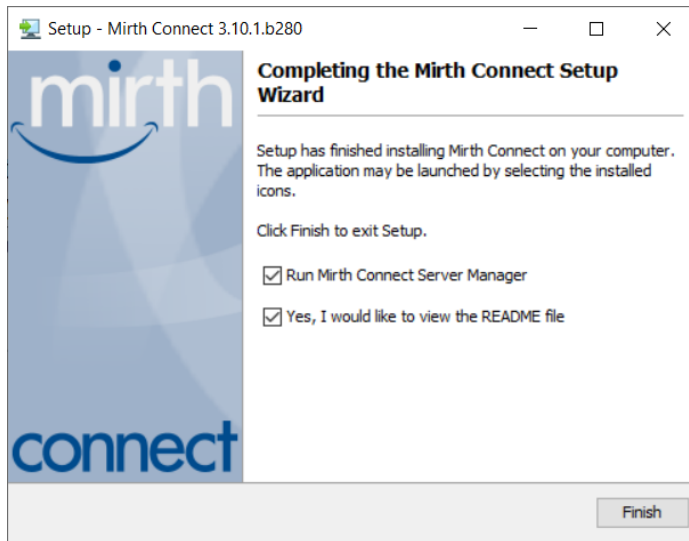 Setup - Mirth Connect 3.10.1.b280
mirth
connect
Completing the Mirth Connect Setup
Wizard
Setup has finished installing Mirth Connect on your computer.
The application may be launched by selecting the installed
icons.
Click Finish to exit Setup.
Run Mirth Connect Server Manager
Yes, I would like to view the README file
Finish